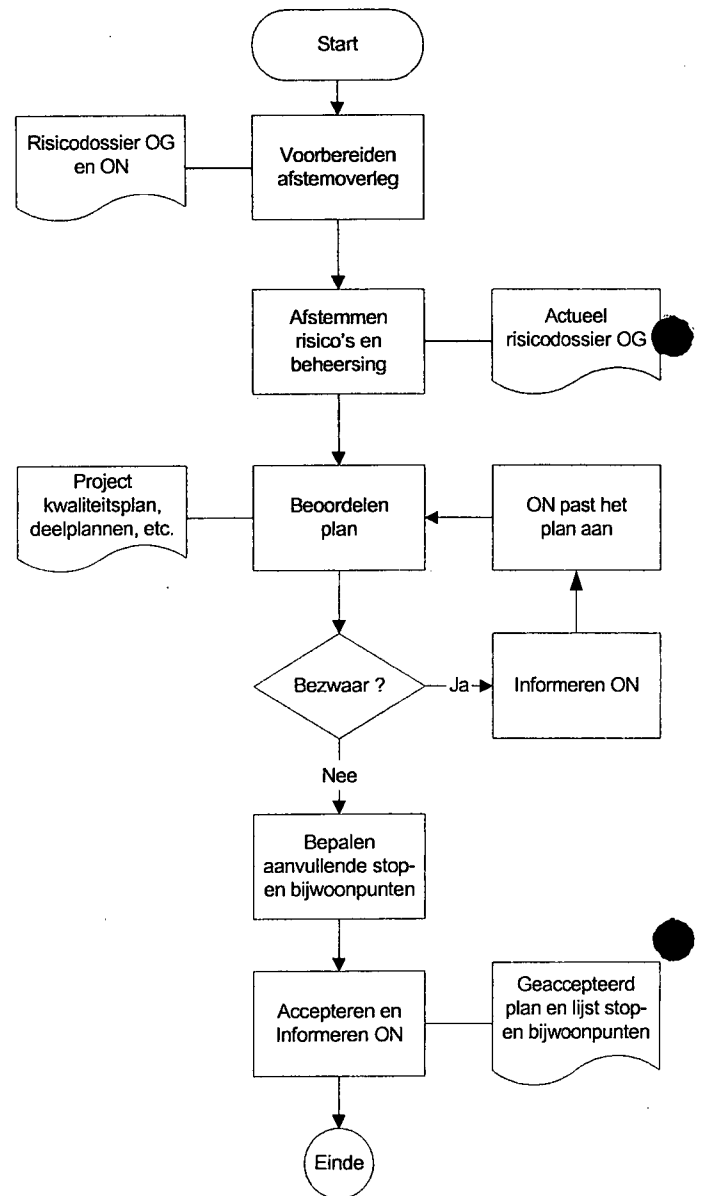 Start
Risicodossier OG
en ON
Voorbereiden
afstemoverleg
Afstemmen
risico's en
beheersing
Actueel
risicodossier OG
Project
kwaliteitsplan,
deelplannen, etc.
Beoordelen
plan
ON past het
plan aan
Bezwaar ?
Ja
Informeren ON
Nee
Bepalen
aanvullende stop-
en bijwoonpunten
Accepteren en
Informeren ON
Geaccepteerd
plan en lijst stop-
en bijwoonpunten
Einde